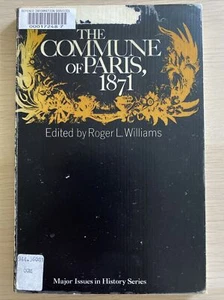 THE
COMMUNE
OF PARIS,
1871
Edited by Roger L. Williams
Major Issues in History Series